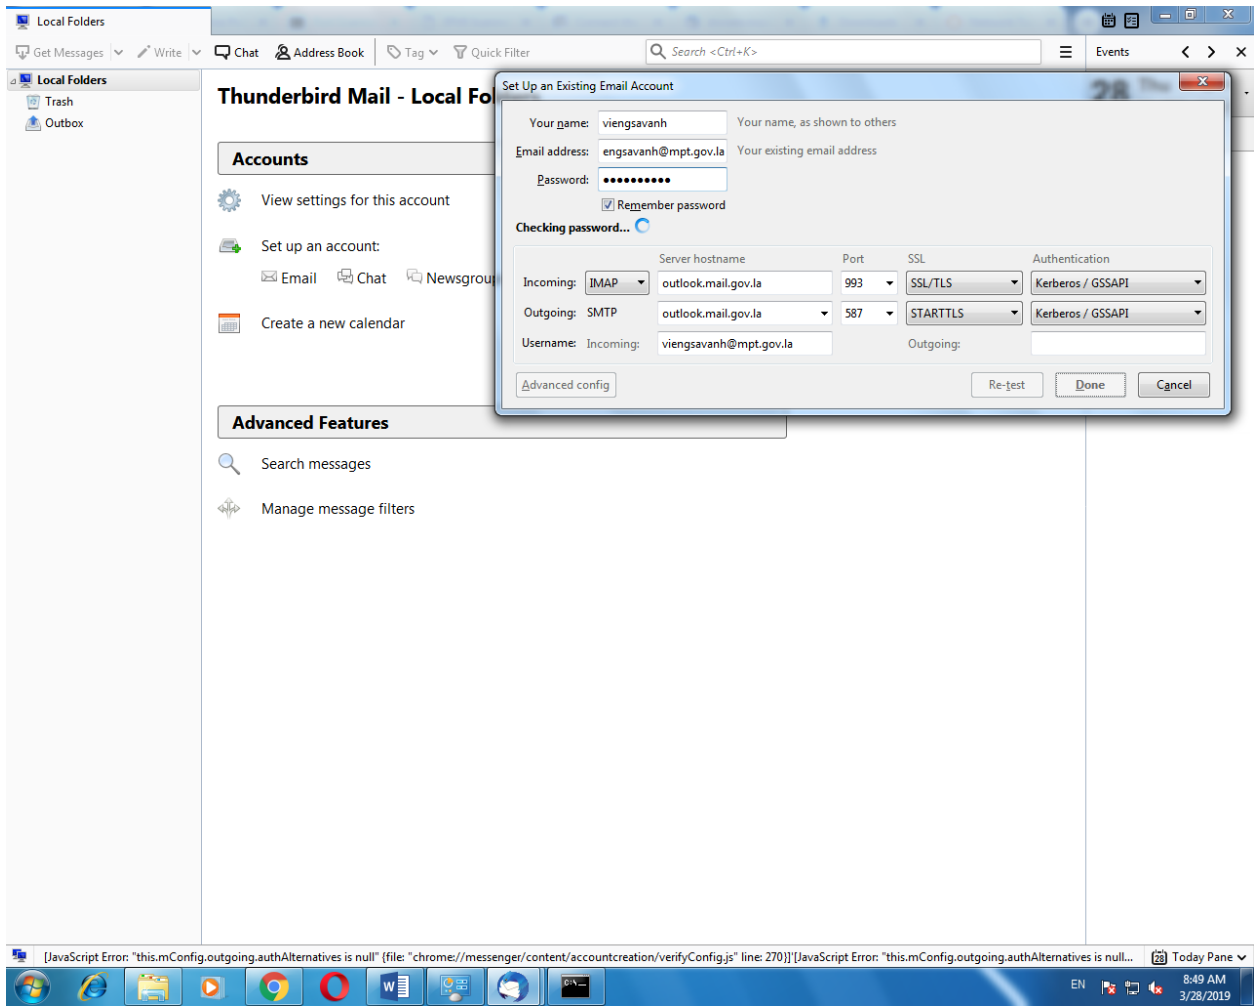 Local Folders
Get Messages Write Chat Address Book Tag Quick Filter Search <Ctrl+K> Events
Local Folders
Trash
Outbox
Thunderbird Mail - Local Fol
28 Thu
Accounts
View settings for this account
Set up an account:
Email Chat Newsgroup
Create a new calendar
Set Up an Existing Email Account
Your name: viengsavanh Your name, as shown to others
Email address: engsavanh@mpt.gov.la Your existing email address
Password: ●●●●●●●●●●
Remember password
Checking password...
Server hostname Port SSL Authentication
Incoming: IMAP outlook.mail.gov.la 993 SSL/TLS Kerberos / GSSAPI
Outgoing: SMTP outlook.mail.gov.la 587 STARTTLS Kerberos / GSSAPI
Username: Incoming: viengsavanh@mpt.gov.la Outgoing:
Advanced config Re-test Done Cancel
Advanced Features
Search messages
Manage message filters
[JavaScript Error: "this.mConfig.outgoing.authAlternatives is null" {file: "chrome://messenger/content/accountcreation/verifyConfig.js" line: 270}]'[JavaScript Error: "this.mConfig.outgoing.authAlternatives is null... 28 Today Pane
EN 8:49 AM
3/28/2019